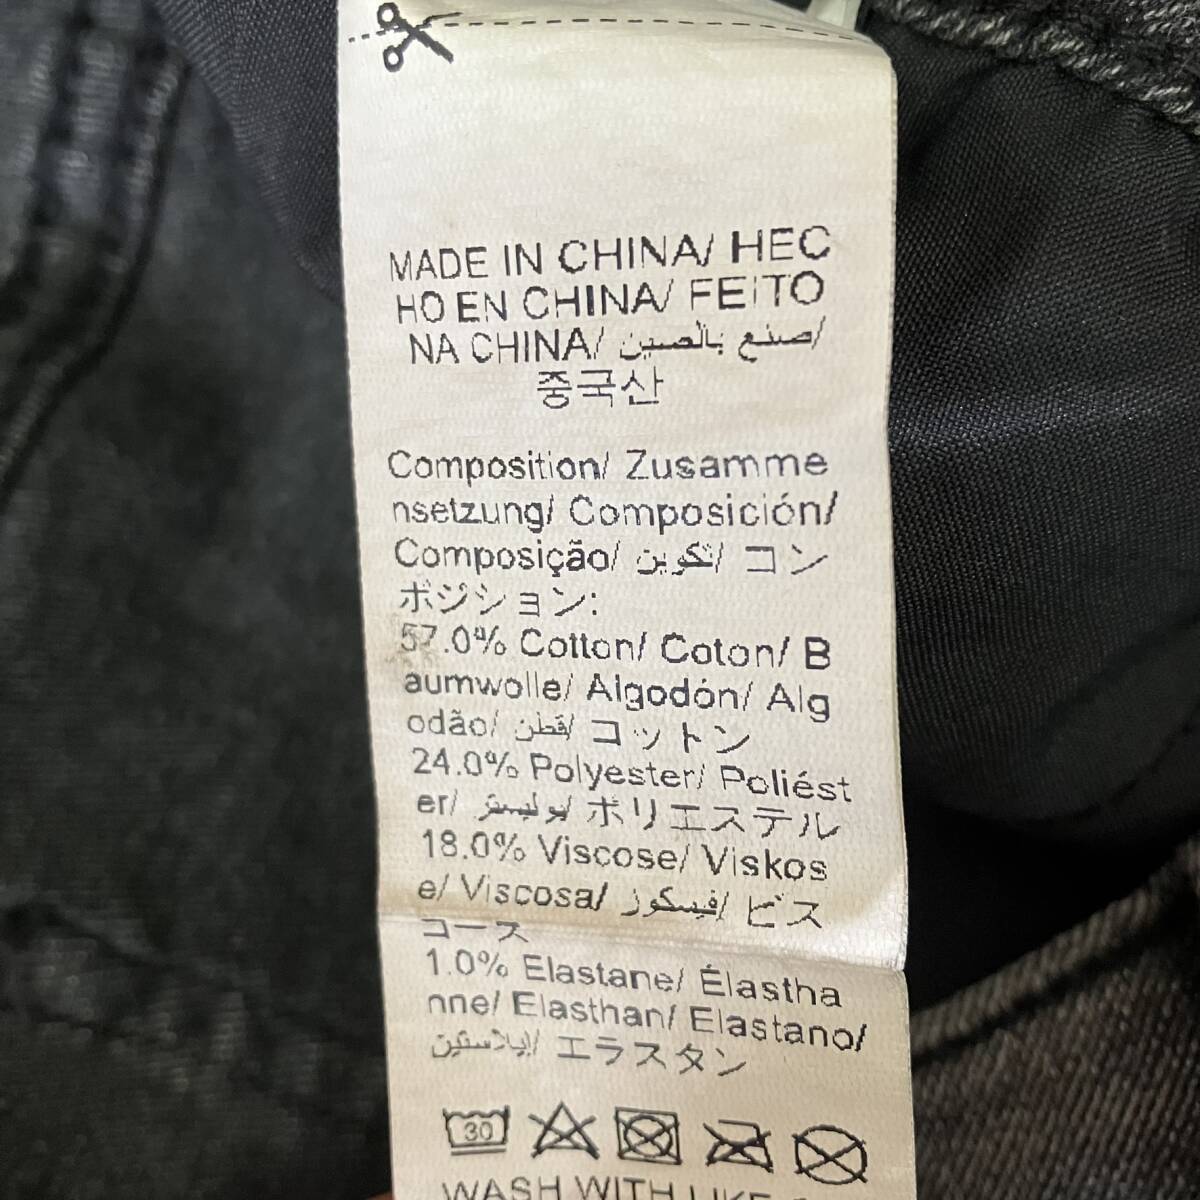 MADE IN CHINA/ HEC
HO EN CHINA/ FEITO
NA CHINA/ صنع بالصين/
중국산
Composition/ Zusamme
nsetzung/ Composición/
Composição/ تكوين/ コン
ポジション:
57.0% Cotton/ Coton/ B
aumwolle/ Algodón/ Alg
odão/ قطن/ コットン
24.0% Polyester/ Poliést
er/ بوليستر/ ポリエステル
18.0% Viscose/ Viskos
e/ Viscosa/ فيسكوز/ ビス
コース
1.0% Elastane/ Élastha
nne/ Elasthan/ Elastano/
إيلاستين/ エラスタン
30
WASH WITH LIKE